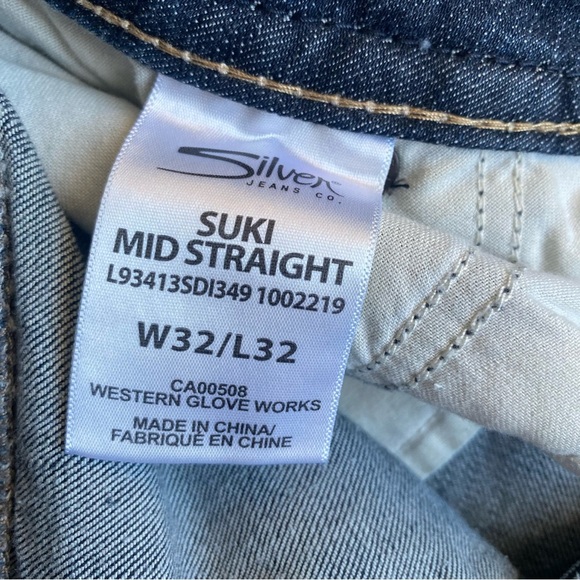 Silver
JEANS CO.
SUKI
MID STRAIGHT
L93413SDI349 1002219
W32/L32
CA00508
WESTERN GLOVE WORKS
MADE IN CHINA/
FABRIQUÉ EN CHINE